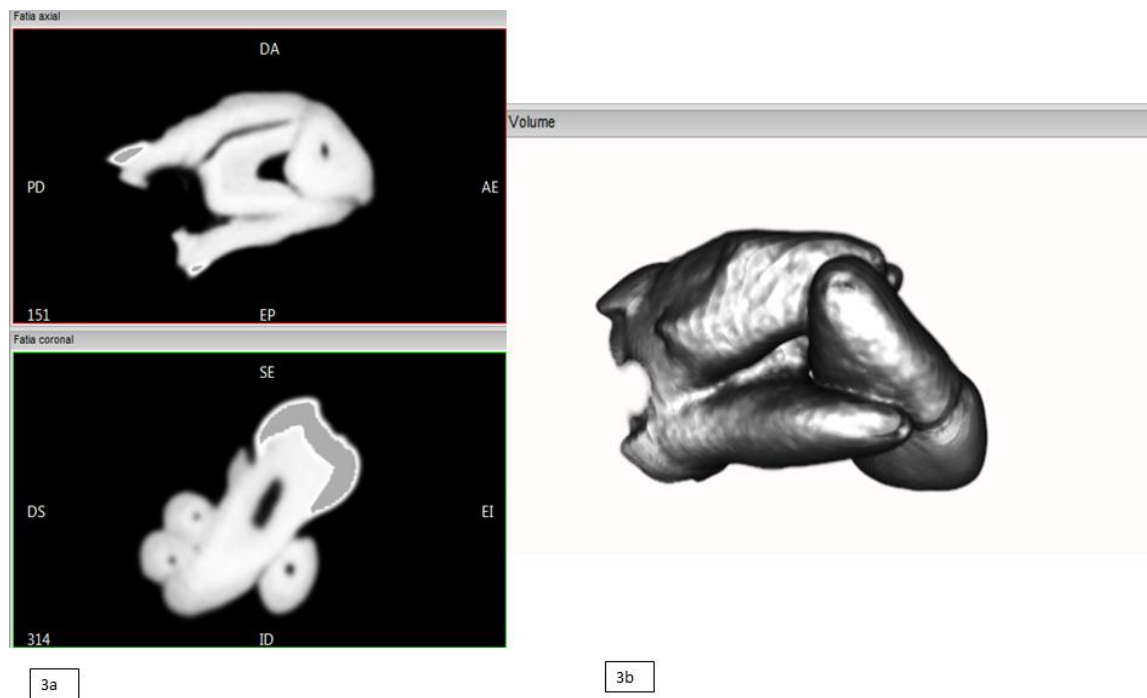 Fatia axial
DA
PD
AE
151
EP
Fatia coronal
SE
DS
EI
314
ID
3a
Volume
3b